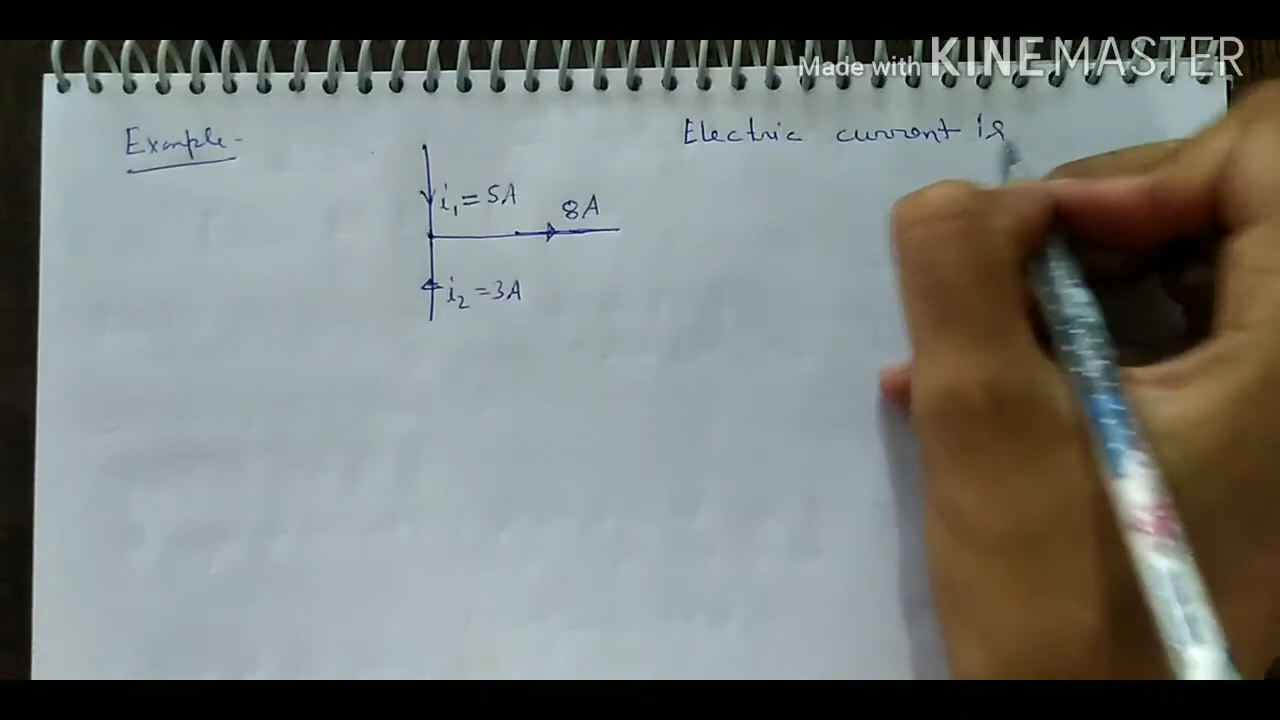 Made with KINEMASTER
Example-
Electric current is
i₁ = 5A
8A
i₂ = 3A